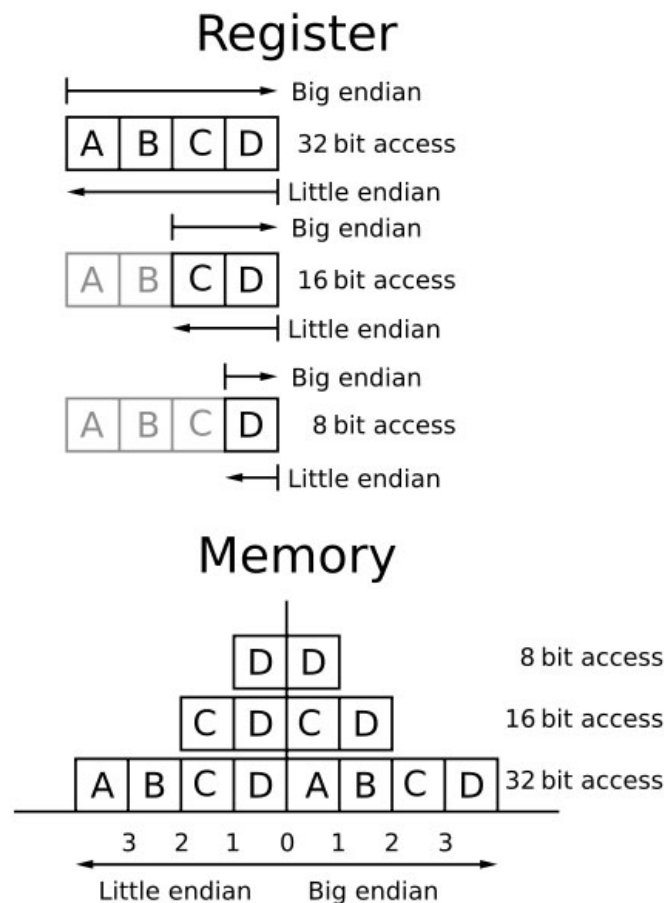 Register
Big endian
A B C D 32 bit access
Little endian
Big endian
A B C D 16 bit access
Little endian
Big endian
A B C D 8 bit access
Little endian
Memory
D D 8 bit access
C D C D 16 bit access
A B C D A B C D 32 bit access
3 2 1 0 1 2 3
Little endian Big endian